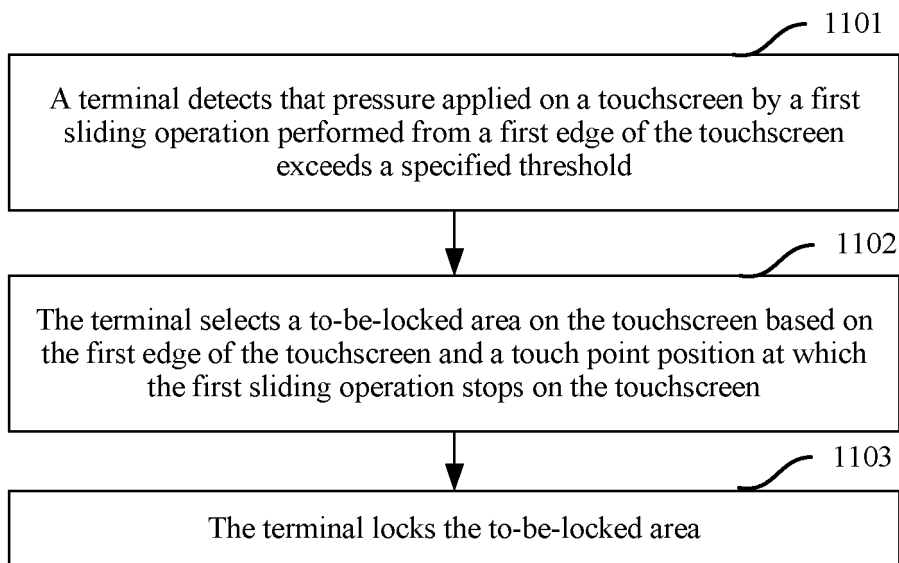 1101
A terminal detects that pressure applied on a touchscreen by a first
sliding operation performed from a first edge of the touchscreen
exceeds a specified threshold
1102
The terminal selects a to-be-locked area on the touchscreen based on
the first edge of the touchscreen and a touch point position at which
the first sliding operation stops on the touchscreen
1103
The terminal locks the to-be-locked area